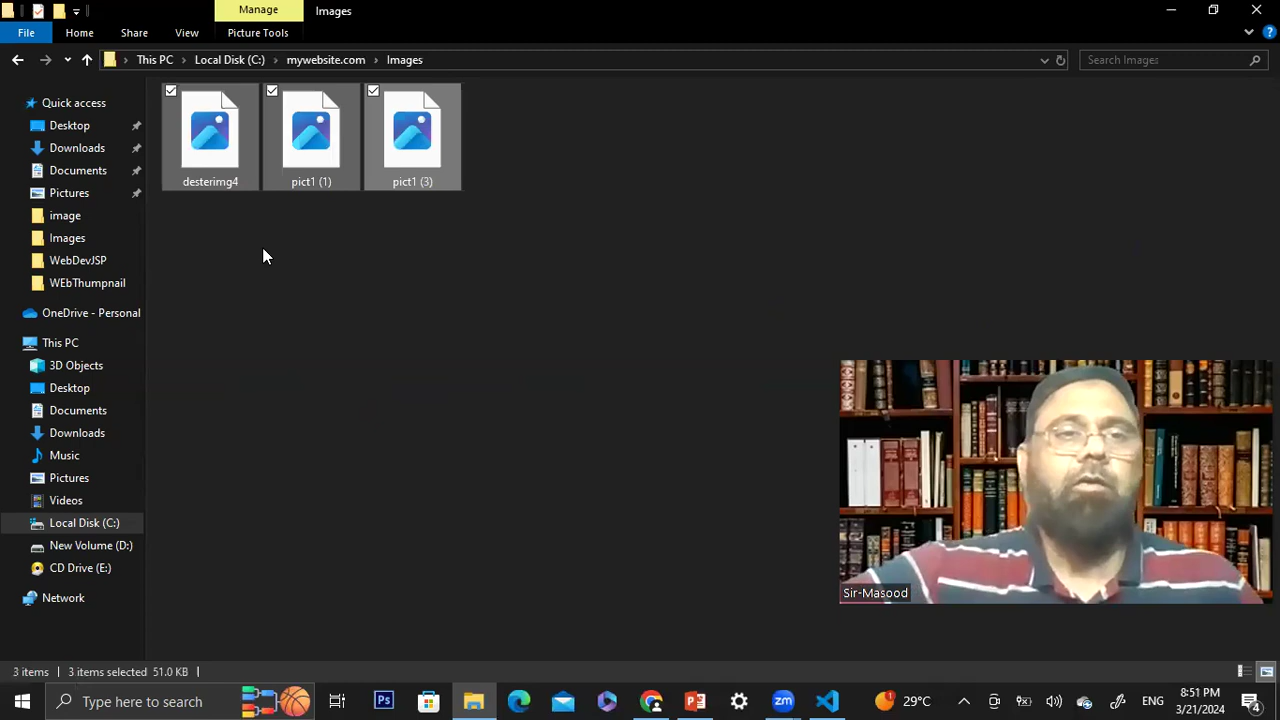 Manage
Images
File
Home
Share
View
Picture Tools
This PC
Local Disk (C:)
mywebsite.com
Images
Search Images
Quick access
Desktop
Downloads
Documents
Pictures
image
Images
WebDevJSP
WEbThumpnail
OneDrive - Personal
This PC
3D Objects
Desktop
Documents
Downloads
Music
Pictures
Videos
Local Disk (C:)
New Volume (D:)
CD Drive (E:)
Network
desterimg4
pict1 (1)
pict1 (3)
Sir-Masood
3 items
3 items selected 51.0 KB
Type here to search
Ps
P
zm
29°C
ENG
8:51 PM
3/21/2024
4